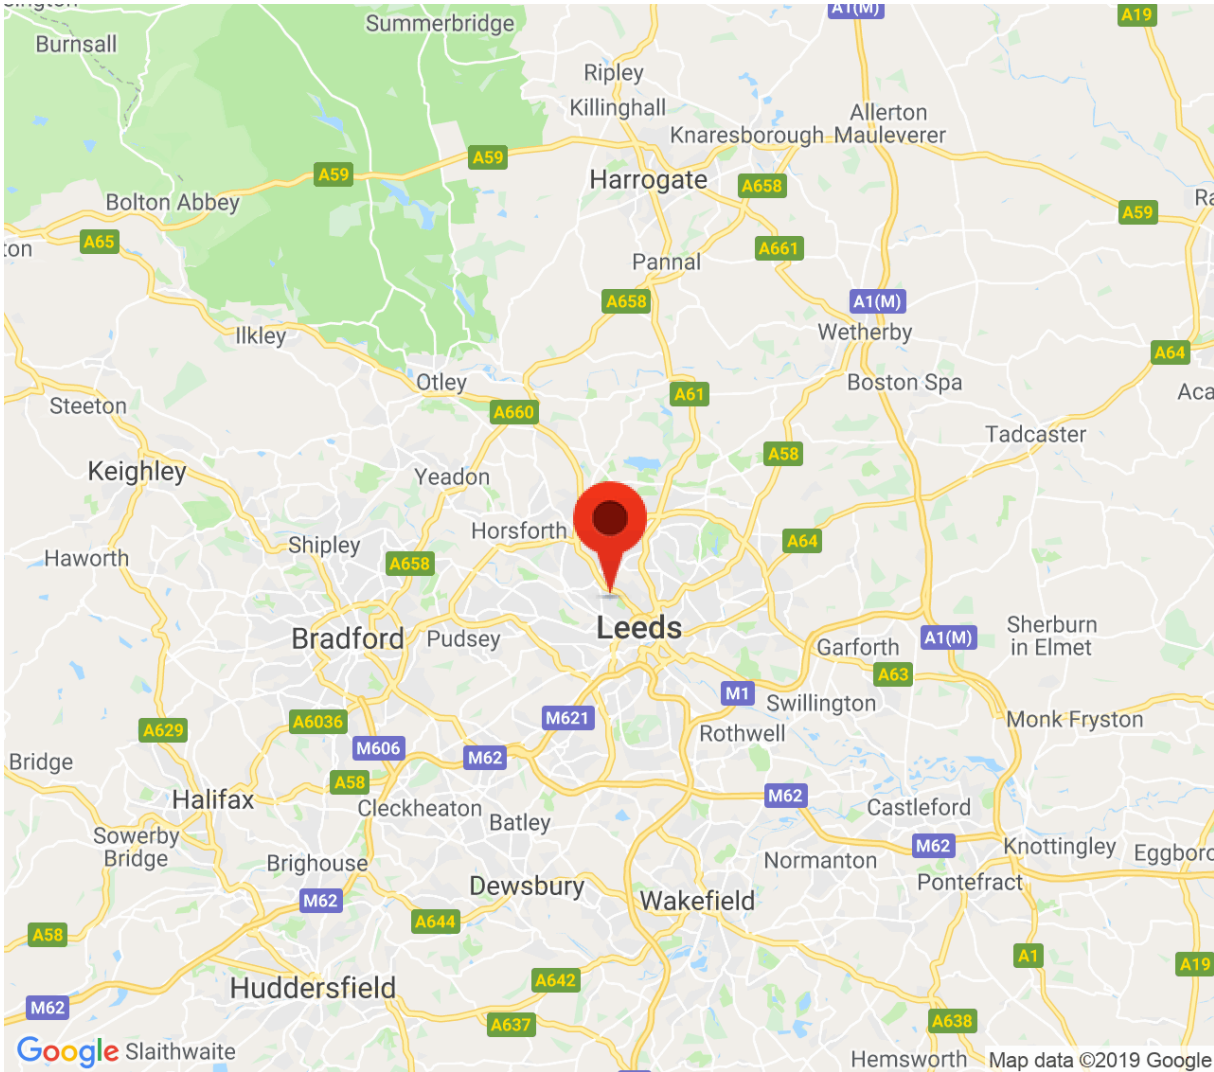 Summerbridge
A1(M)
A19
Burnsall
Ripley
Killinghall
Allerton
Mauleverer
Knaresborough
A59
A59
Harrogate
A658
Bolton Abbey
A59
A65
A661
Pannal
A658
A1(M)
Wetherby
Ilkley
A64
Otley
Boston Spa
A61
Steeton
A660
Tadcaster
A58
Keighley
Yeadon
Horsforth
A64
Shipley
Haworth
A658
Leeds
Bradford
Pudsey
Garforth
A1(M)
Sherburn
in Elmet
A63
M1
Swillington
A6036
M621
A629
Rothwell
Monk Fryston
M606
M62
Bridge
A58
M62
Halifax
Cleckheaton
Castleford
Batley
Sowerby
Bridge
M62
Knottingley
Brighouse
Normanton
Pontefract
Dewsbury
Wakefield
M62
A644
A58
A1
A19
A642
Huddersfield
M62
A637
A638
Google
Slaithwaite
Hemsworth
Map data ©2019 Google